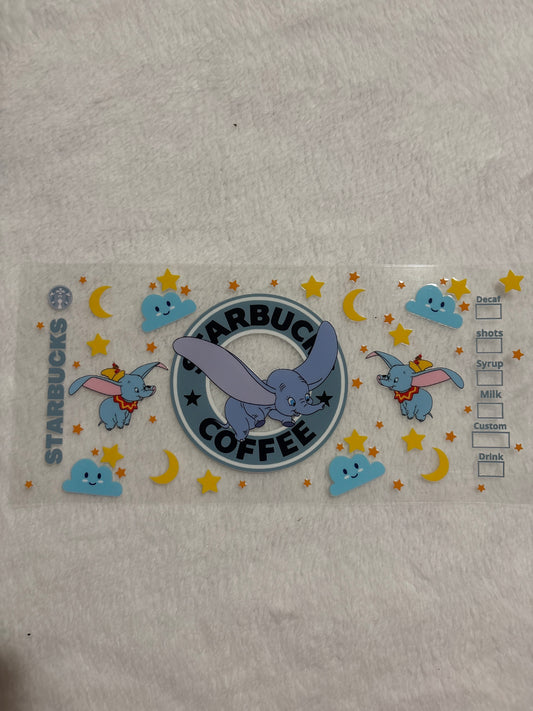 STARBUCKS
STARBUCKS
COFFEE
Decaf
shots
Syrup
Milk
Custom
Drink